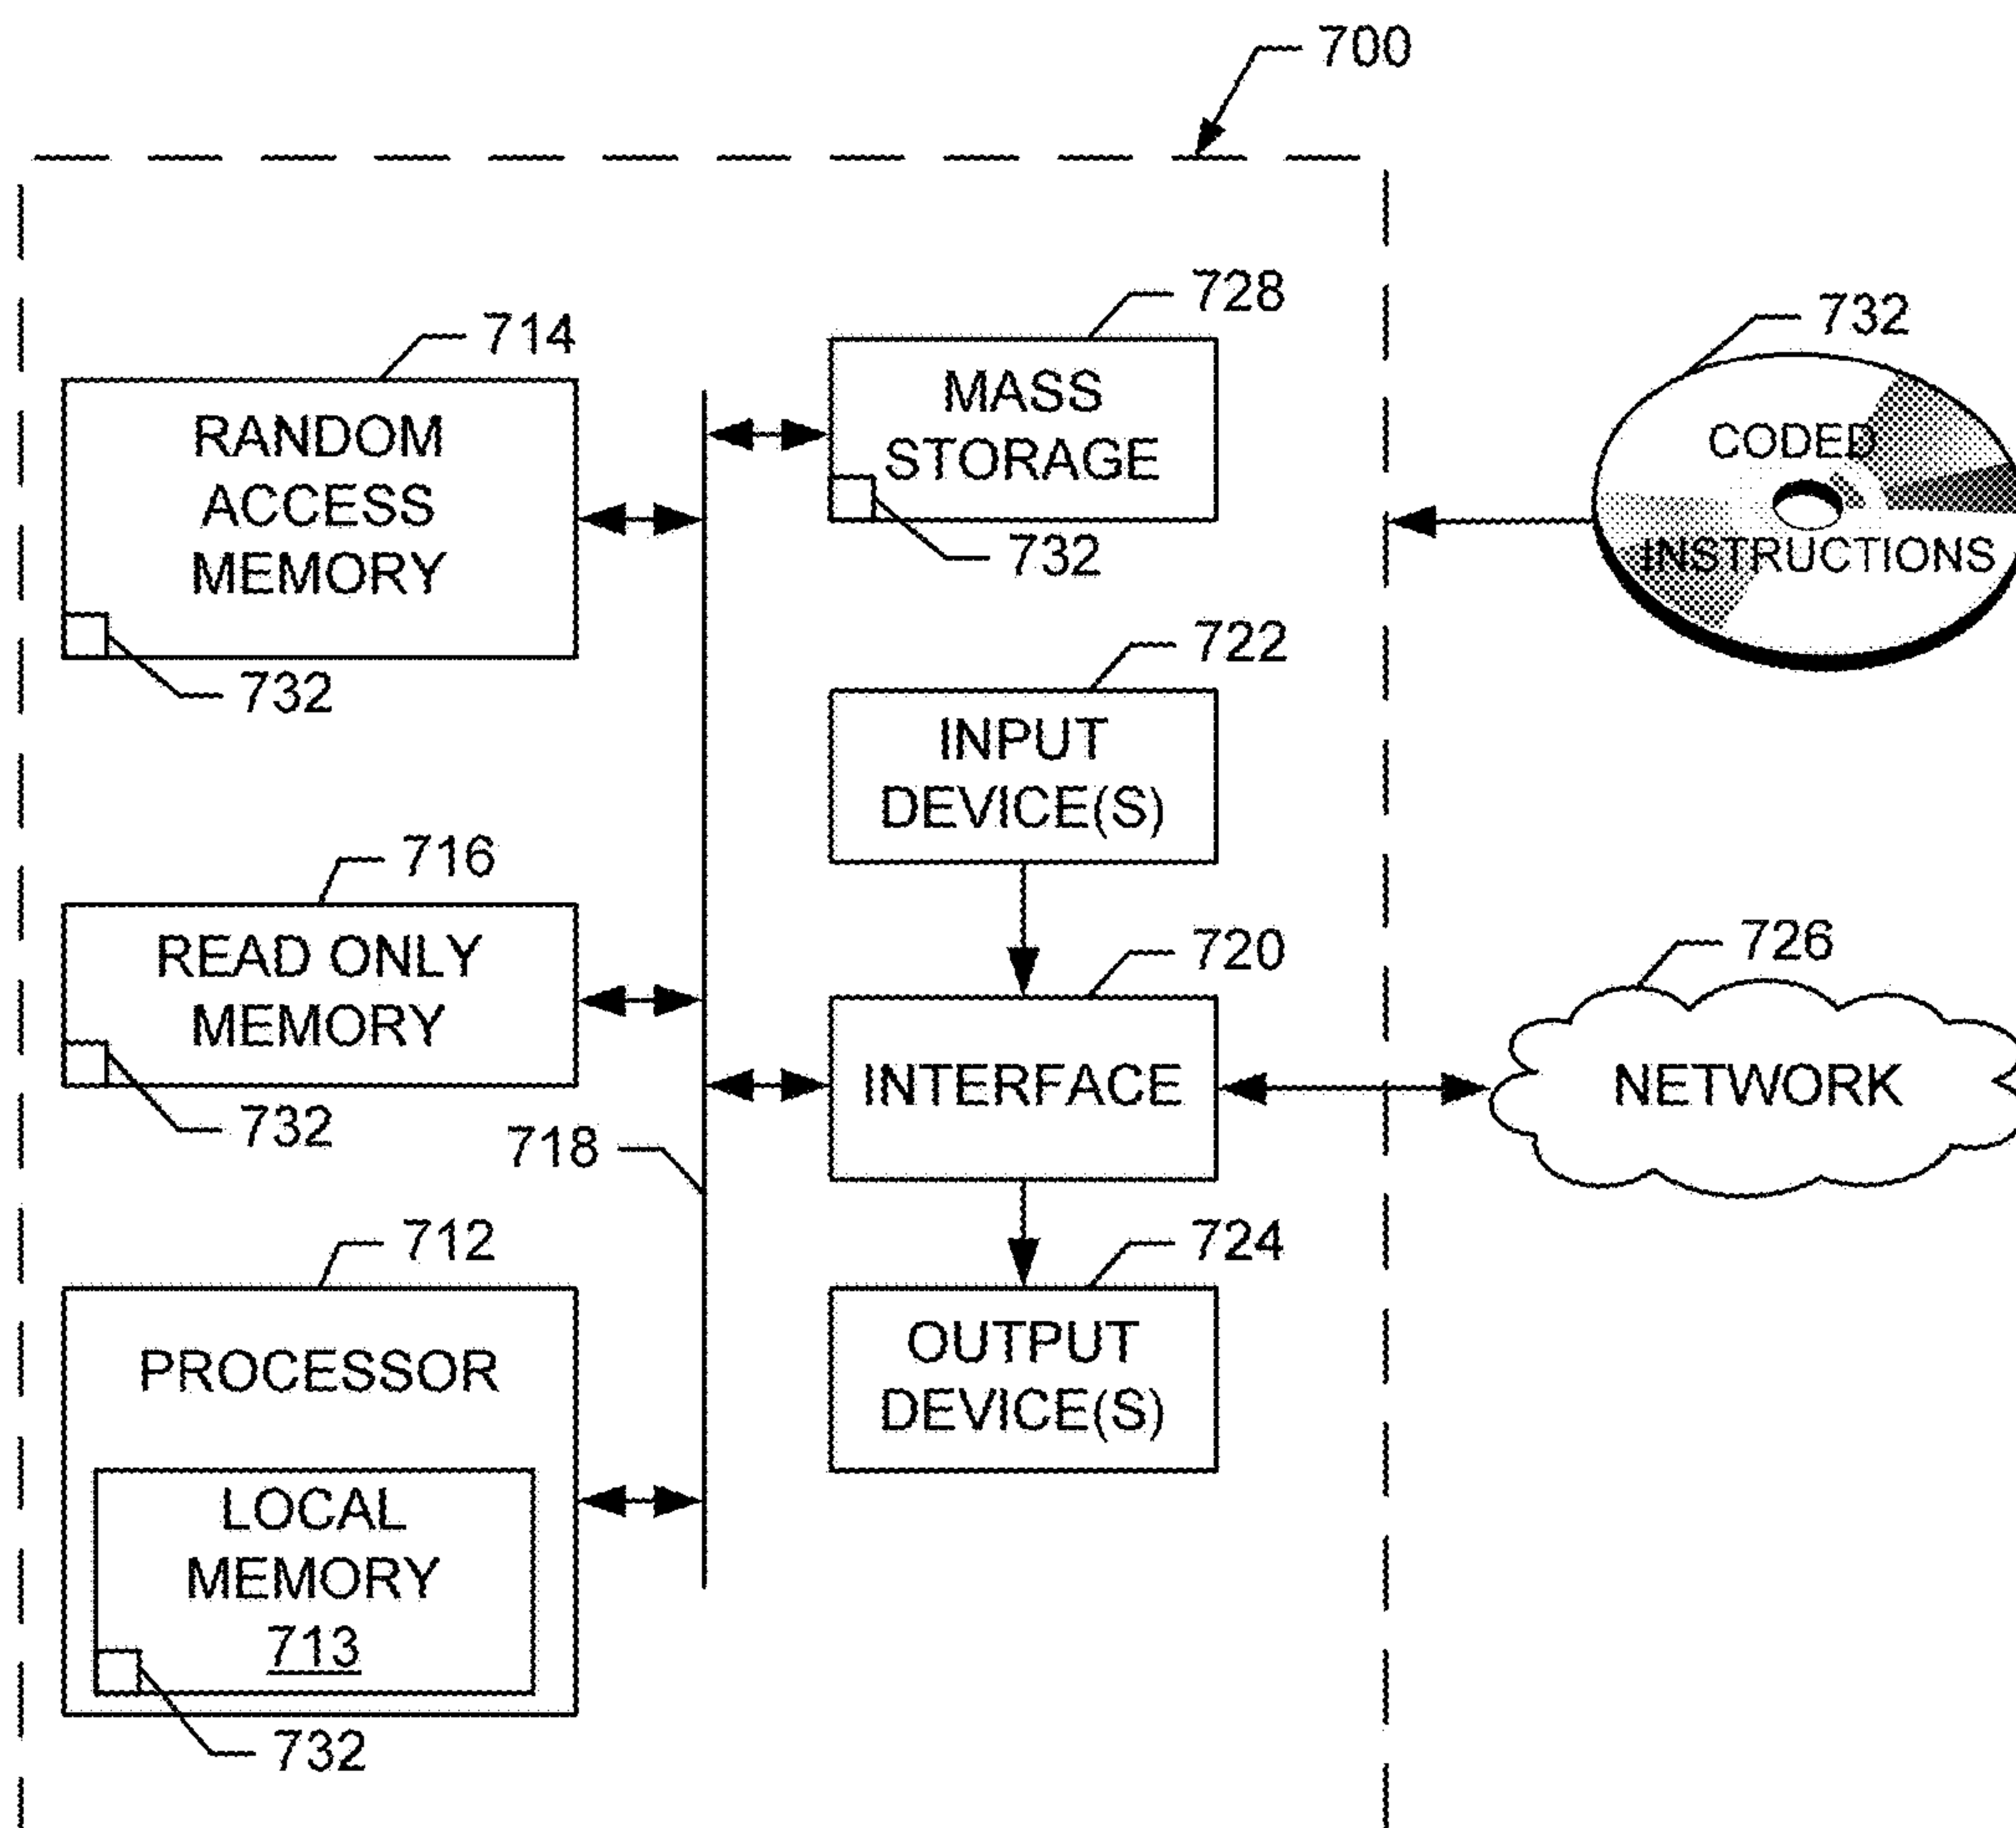 700
714
RANDOM
ACCESS
MEMORY
732
728
MASS
STORAGE
732
732
CODED
INSTRUCTIONS
722
INPUT
DEVICE(S)
716
READ ONLY
MEMORY
732
718
720
INTERFACE
726
NETWORK
712
PROCESSOR
LOCAL
MEMORY
713
732
724
OUTPUT
DEVICE(S)